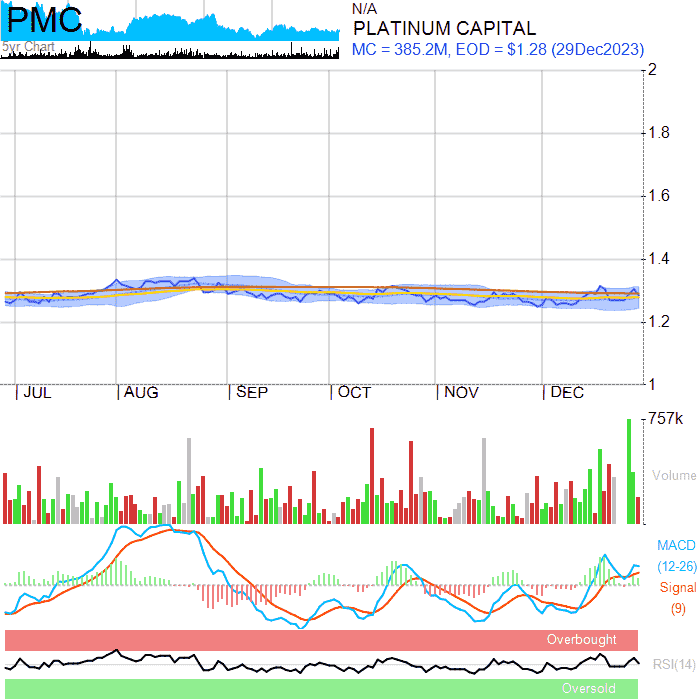 PMC
5yr Chart
N/A
PLATINUM CAPITAL
MC = 385.2M, EOD = $1.28 (29Dec2023)
2
1.8
1.6
1.4
1.2
1
JUL AUG SEP OCT NOV DEC
757k
Volume
MACD
(12-26)
Signal
(9)
Overbought
RSI(14)
Oversold